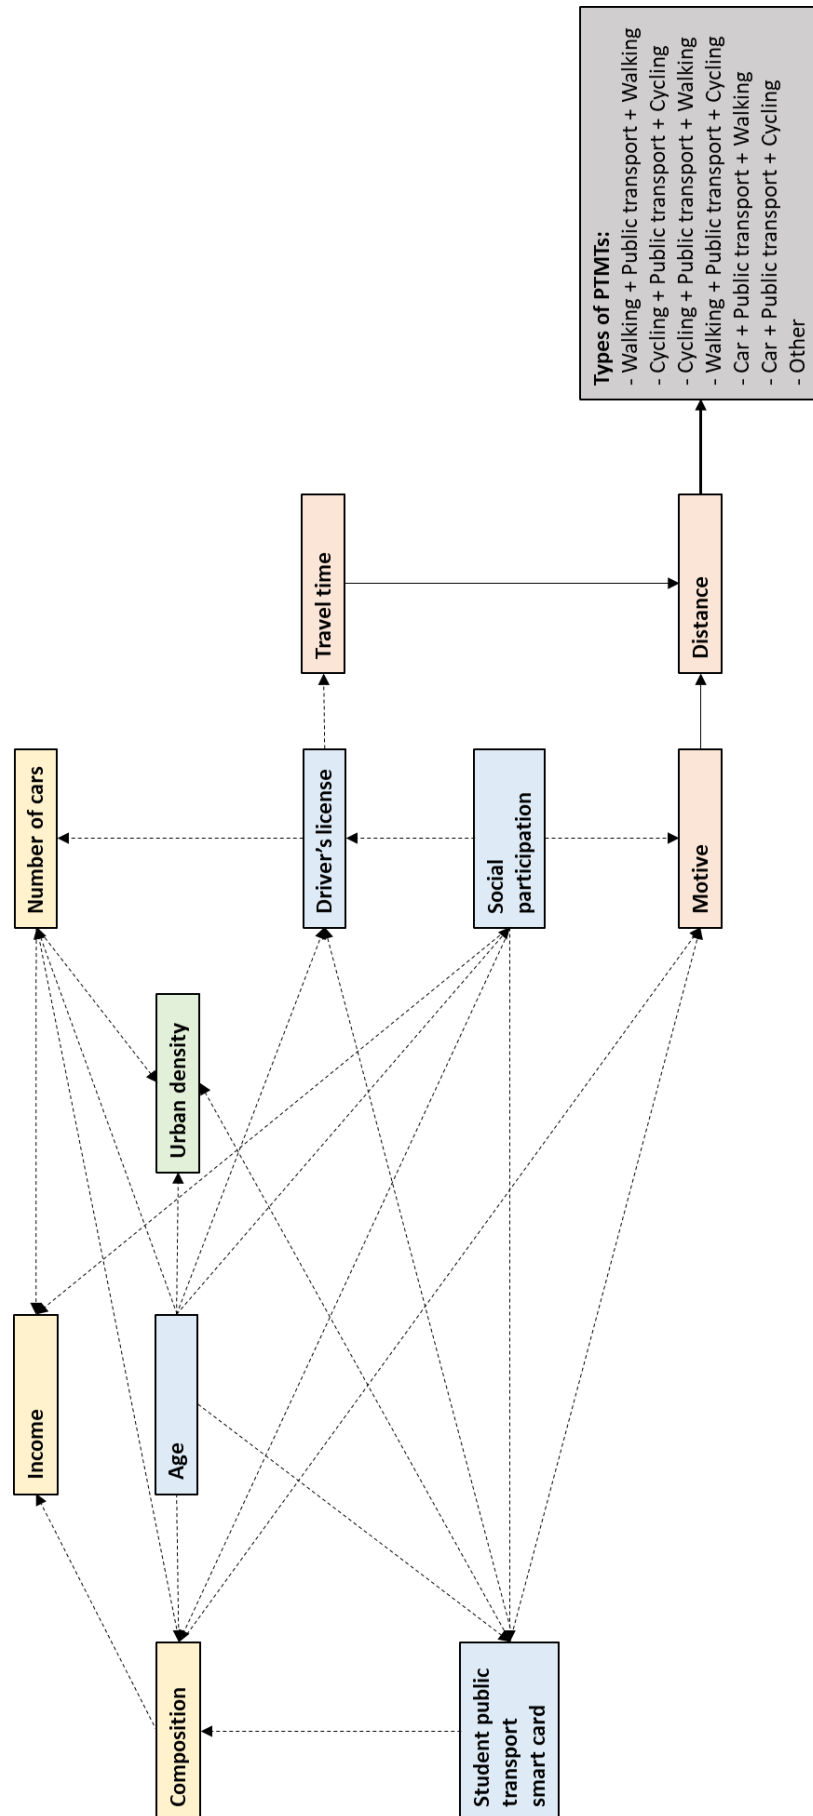 Composition
Student public
transport
smart card
Income
Age
Urban density
Number of cars
Driver's license
Social
participation
Motive
Travel time
Distance
Types of PTMTs:
- Walking + Public transport + Walking
- Cycling + Public transport + Cycling
- Cycling + Public transport + Walking
- Walking + Public transport + Cycling
- Car + Public transport + Walking
- Car + Public transport + Cycling
- Other